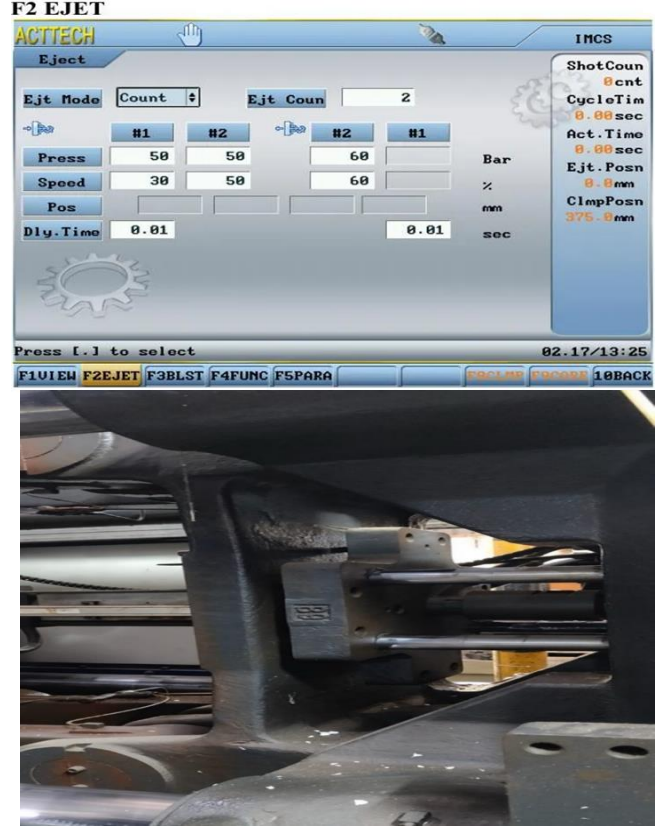 F2 EJET
ACTTECH
IMCS
Eject
Ejt Mode Count Ejt Coun 2
#1 #2 #2 #1
Press 50 50 60 Bar
Speed 30 50 60 %
Pos mm
Dly.Time 0.01 0.01 sec
ShotCoun
0cnt
CycleTim
0.00sec
Act.Time
0.00sec
Ejt.Posn
0.0mm
ClmpPosn
375.0mm
Press [.] to select 02.17/13:25
F1VIEW F2EJET F3BLST F4FUNC F5PARA F8CLMP F9CORE 10BACK